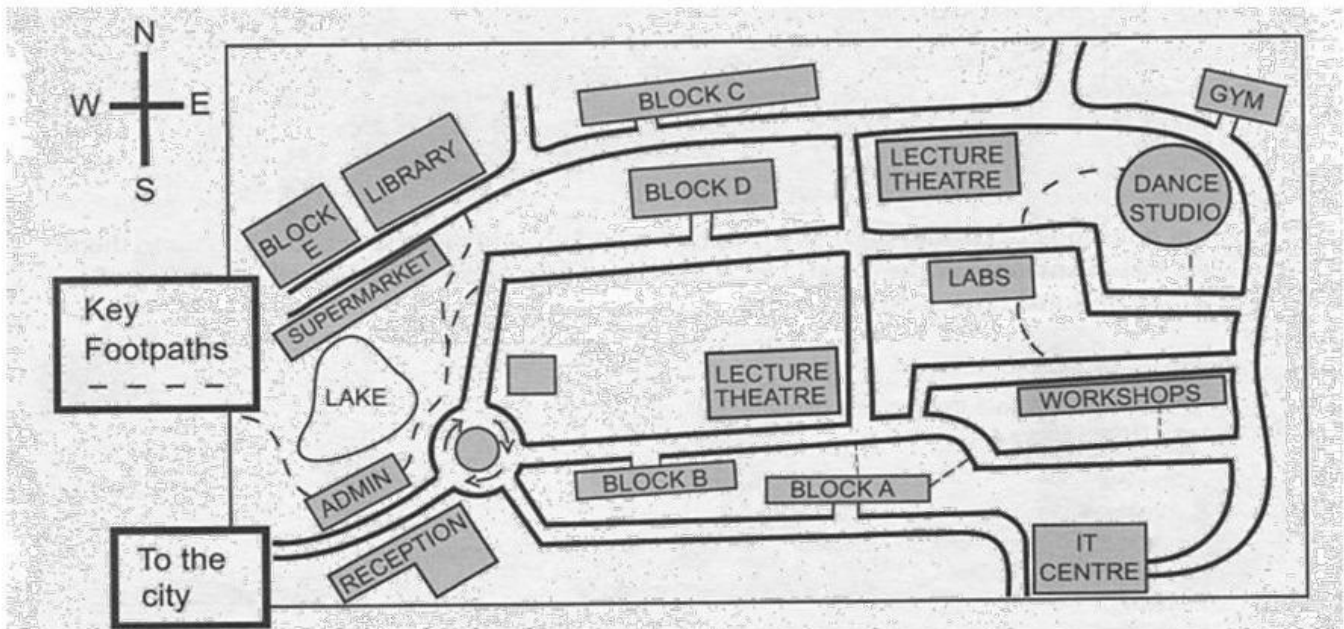 N
W E
S
BLOCK C
GYM
LIBRARY
LECTURE
THEATRE
BLOCK D
DANCE
STUDIO
BLOCK
E
SUPERMARKET
LABS
Key
Footpaths
LAKE
LECTURE
THEATRE
WORKSHOPS
ADMIN
BLOCK B
BLOCK A
RECEPTION
IT
CENTRE
To the
city